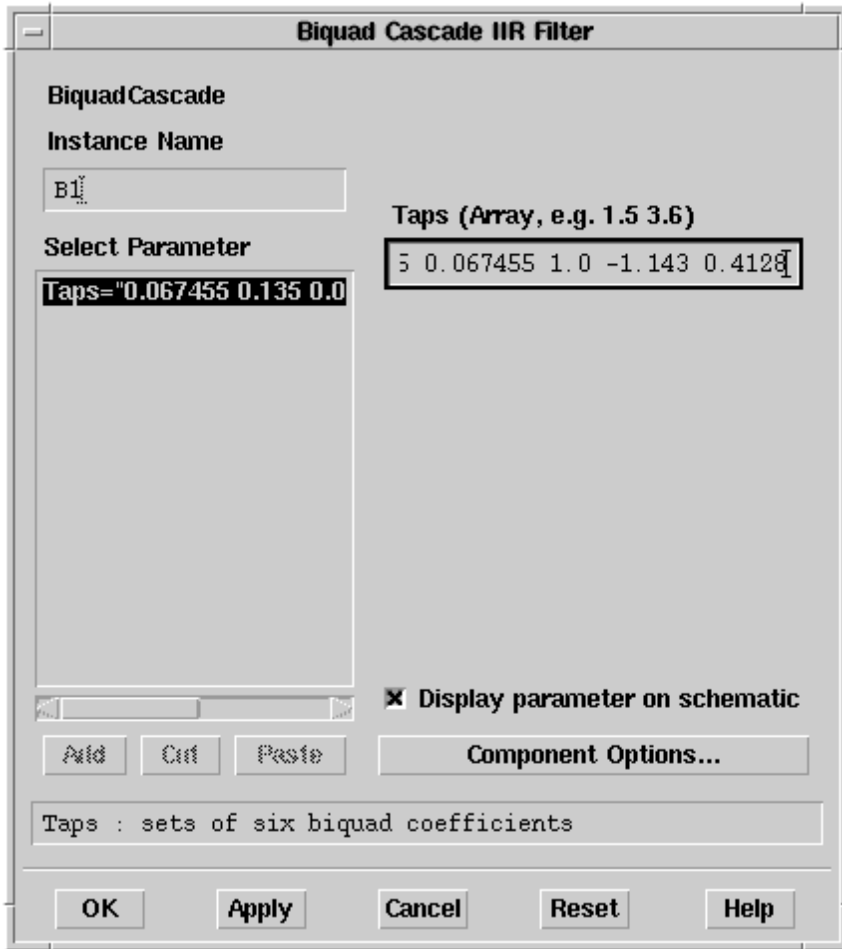 Biquad Cascade IIR Filter
BiquadCascade
Instance Name
B1
Taps (Array, e.g. 1.5 3.6)
5 0.067455 1.0 -1.143 0.4128
Select Parameter
Taps="0.067455 0.135 0.0
Display parameter on schematic
Add Cut Paste
Component Options...
Taps : sets of six biquad coefficients
OK Apply Cancel Reset Help